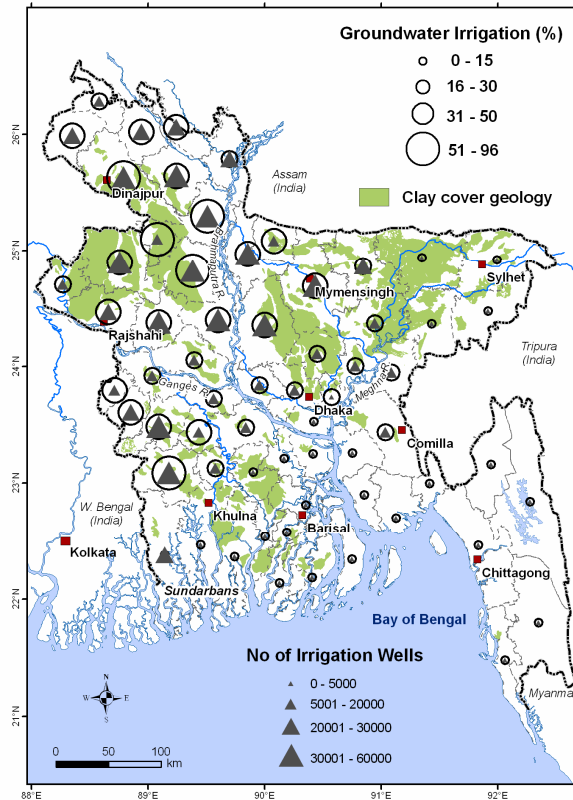 Groundwater Irrigation (%)
0 - 15
16 - 30
31 - 50
51 - 96
Clay cover geology
26°N
25°N
24°N
23°N
22°N
21°N
Assam
(India)
Dinajpur
Brahmaputra R.
Sylhet
Mymensingh
Rajshahi
Tripura
(India)
Ganges R.
Meghna R.
Dhaka
Comilla
W. Bengal
(India)
Khulna
Barisal
Kolkata
Chittagong
Sundarbans
Bay of Bengal
No of Irrigation Wells
0 - 5000
5001 - 20000
20001 - 30000
30001 - 60000
Myanmar
N
W
E
S
0
50
100
km
88°E
89°E
90°E
91°E
92°E